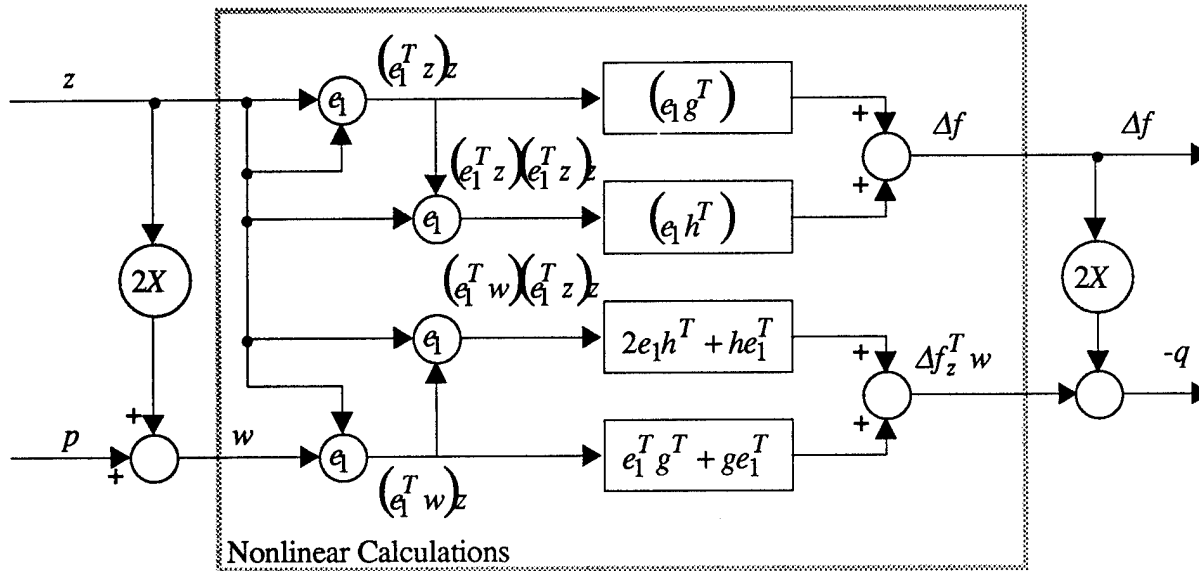 z
(e₁ᵀ z)z
e₁
(e₁ gᵀ)
+
Δf
Δf
(e₁ᵀ z)(e₁ᵀ z)z
+
e₁
(e₁ hᵀ)
2X
(e₁ᵀ w)(e₁ᵀ z)z
2X
e₁
2e₁hᵀ + he₁ᵀ
+
Δf_zᵀ w
-q
+
p
+
w
e₁
e₁ᵀ gᵀ + ge₁ᵀ
+
(e₁ᵀ w)z
Nonlinear Calculations